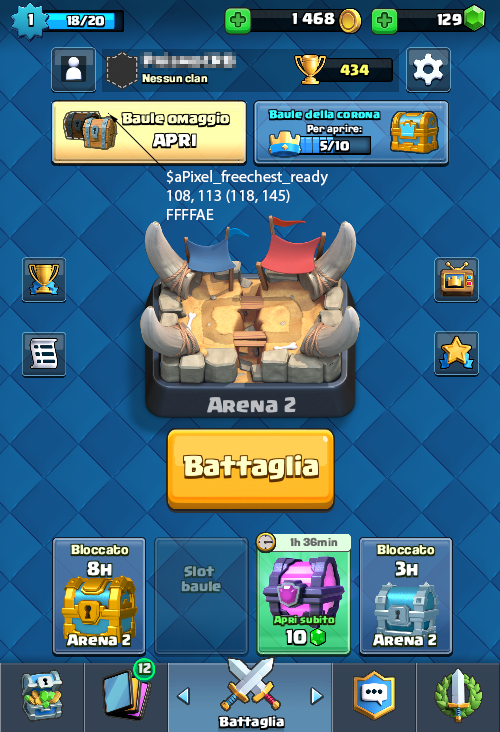 1
18/20
1 468
129
Nessun clan
434
Baule omaggio
APRI
Baule della corona
Per aprire:
5/10
$aPixel_freechest_ready
108, 113 (118, 145)
FFFFAE
Arena 2
Battaglia
Bloccato
8H
Arena 2
Slot
baule
1h 36min
Apri subito
10
Bloccato
3H
Arena 2
12
Battaglia